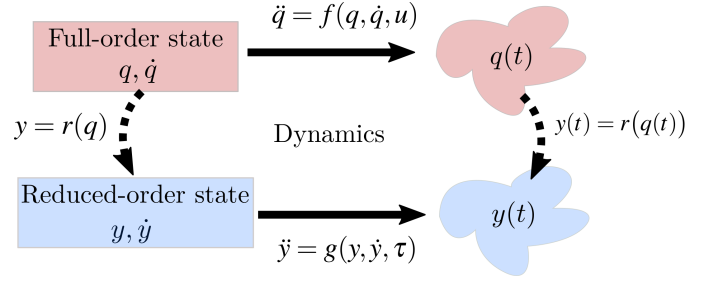 Full-order state
q, q̇
q̈ = f(q, q̇, u)
q(t)
y = r(q)
Dynamics
y(t) = r(q(t))
Reduced-order state
y, ẏ
ÿ = g(y, ẏ, τ)
y(t)